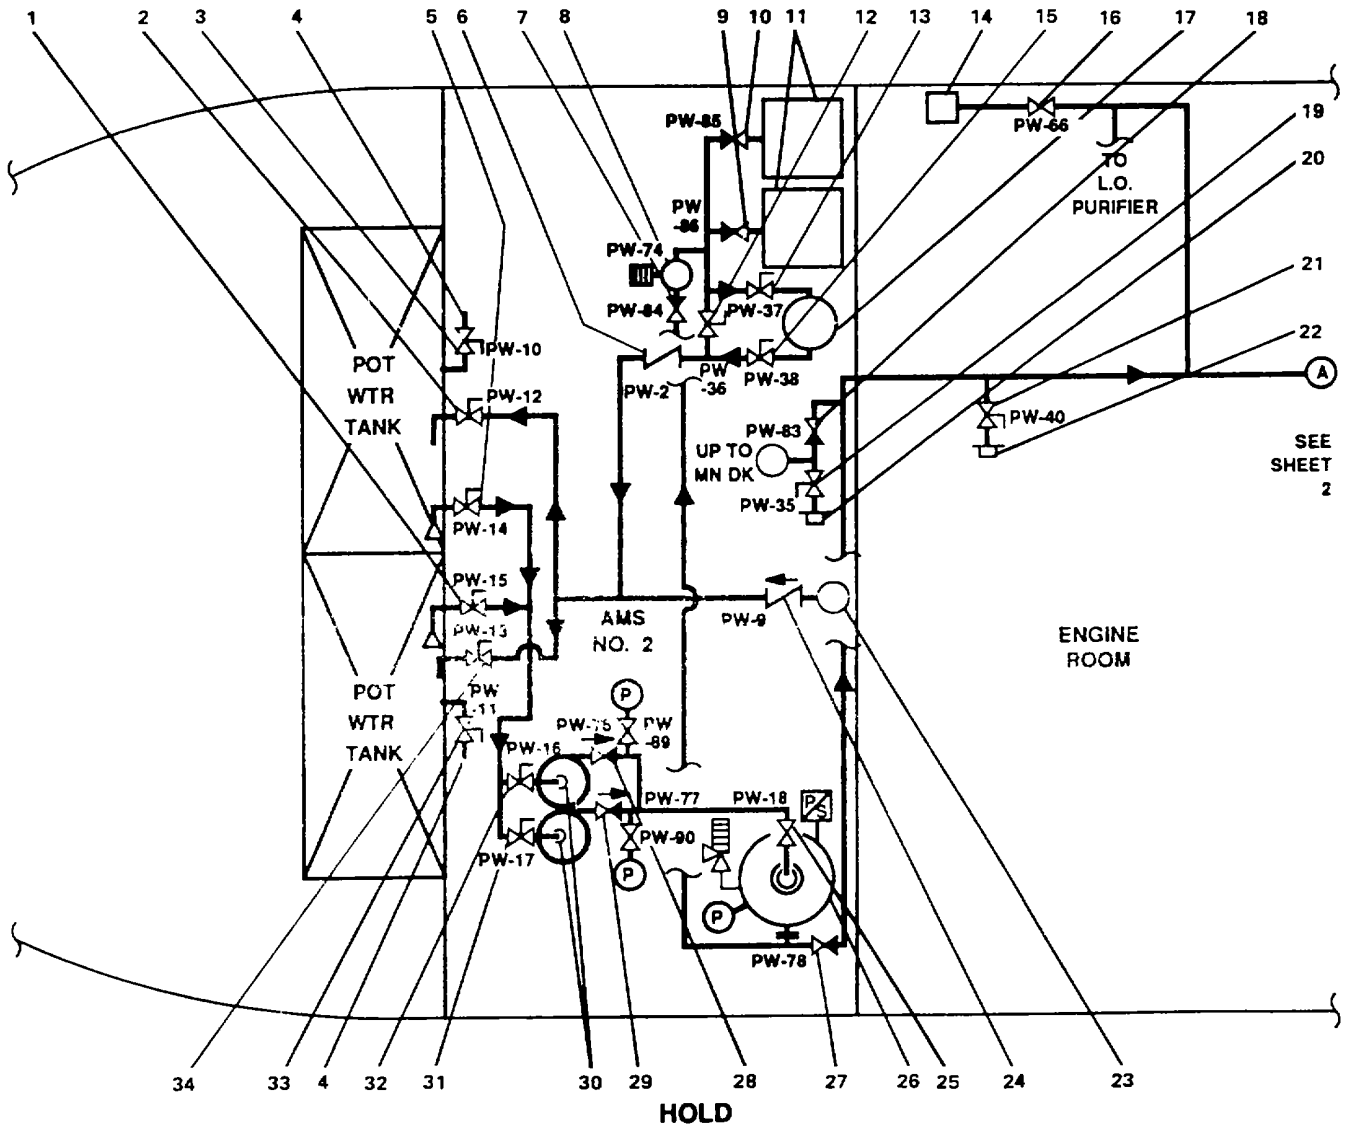 1 2 3 4 5 6 7 8 9 10 11 12 13 14 15 16 17 18
PW-85
PW-66
19
TO
L.O.
PURIFIER
20
PW
-86
PW-74
21
PW-84
PW-37
22
PW-10
POT
WTR
TANK
PW-2
PW
-36
PW-38
A
PW-12
PW-83
PW-40
UP TO
MN DK
SEE
SHEET
2
PW-35
PW-14
PW-15
PW-13
AMS
NO. 2
PW-9
ENGINE
ROOM
POT
WTR
TANK
PW
-11
P
PW
-89
PW-16
PW-77
PW-18
P/S
PW-90
PW-17
P
P
PW-78
34 33 4 32 31 30 29 28 27 26 25 24 23
HOLD